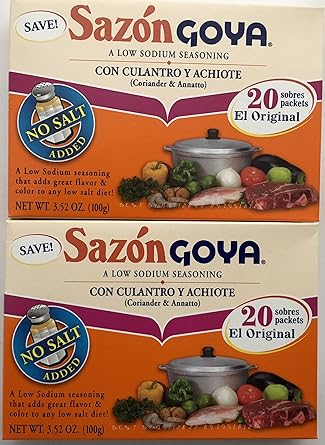 SAVE!
Sazón GOYA®
A LOW SODIUM SEASONING
CON CULANTRO Y ACHIOTE
(Coriander & Annatto)
20 sobres packets
El Original
NO SALT
ADDED
A Low Sodium seasoning
that adds great flavor &
color to any low salt diet!
NET WT. 3.52 OZ. (100g)
BEST BY
SAVE!
Sazón GOYA®
A LOW SODIUM SEASONING
CON CULANTRO Y ACHIOTE
(Coriander & Annatto)
20 sobres packets
El Original
NO SALT
ADDED
A Low Sodium seasoning
that adds great flavor &
color to any low salt diet!
NET WT. 3.52 OZ. (100g)
BEST BY